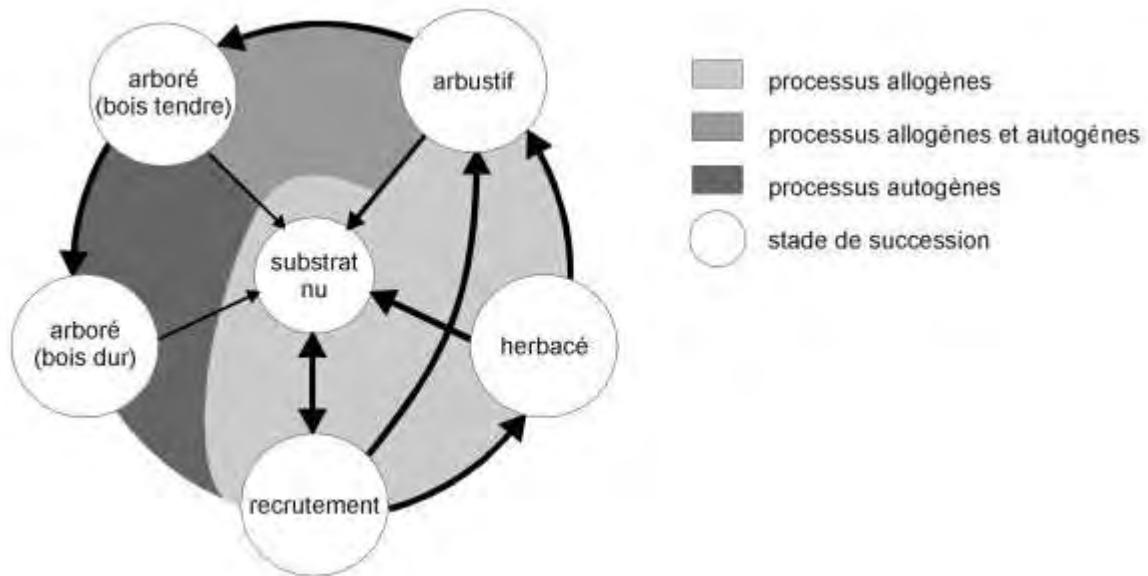 arboré
(bois tendre)
arbustif
substrat
nu
arboré
(bois dur)
herbacé
recrutement
processus allogènes
processus allogènes et autogènes
processus autogènes
stade de succession